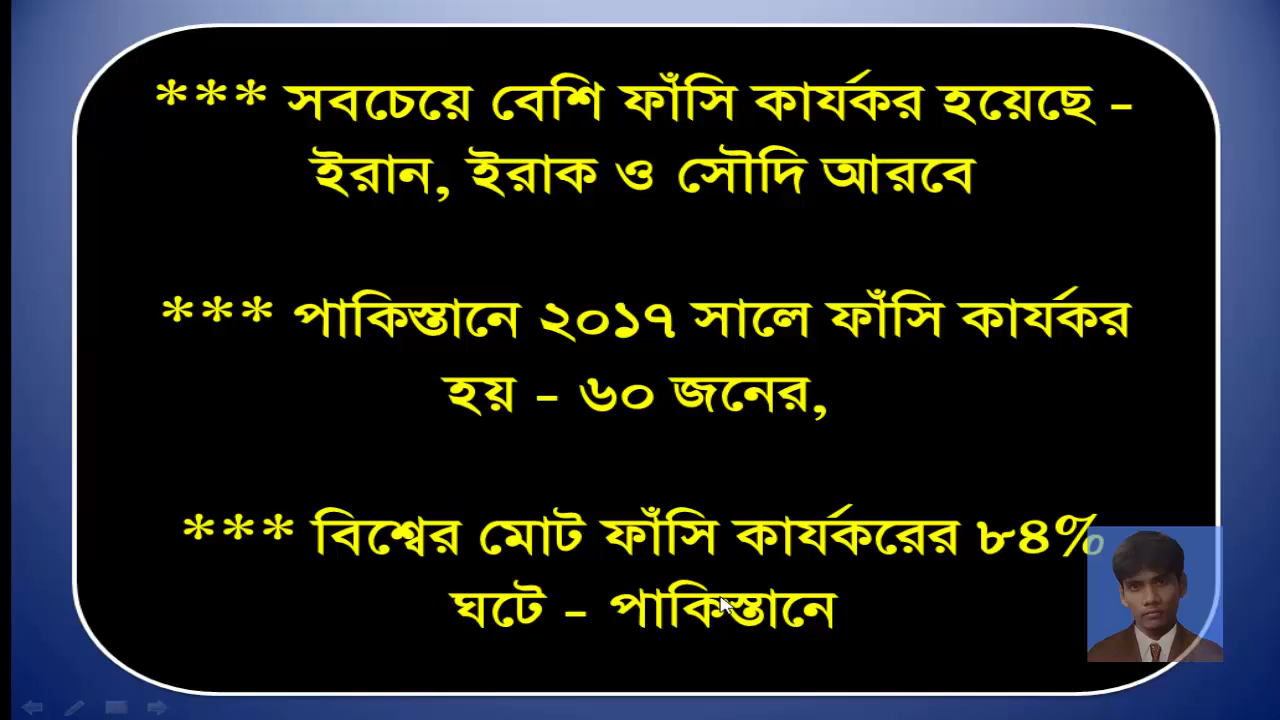 *** সবচেয়ে বেশি ফাঁসি কার্যকর হয়েছে –
ইরান, ইরাক ও সৌদি আরবে
*** পাকিস্তানে ২০১৭ সালে ফাঁসি কার্যকর
হয় – ৬০ জনের,
*** বিশ্বের মোট ফাঁসি কার্যকরের ৮৪%
ঘটে – পাকিস্তানে